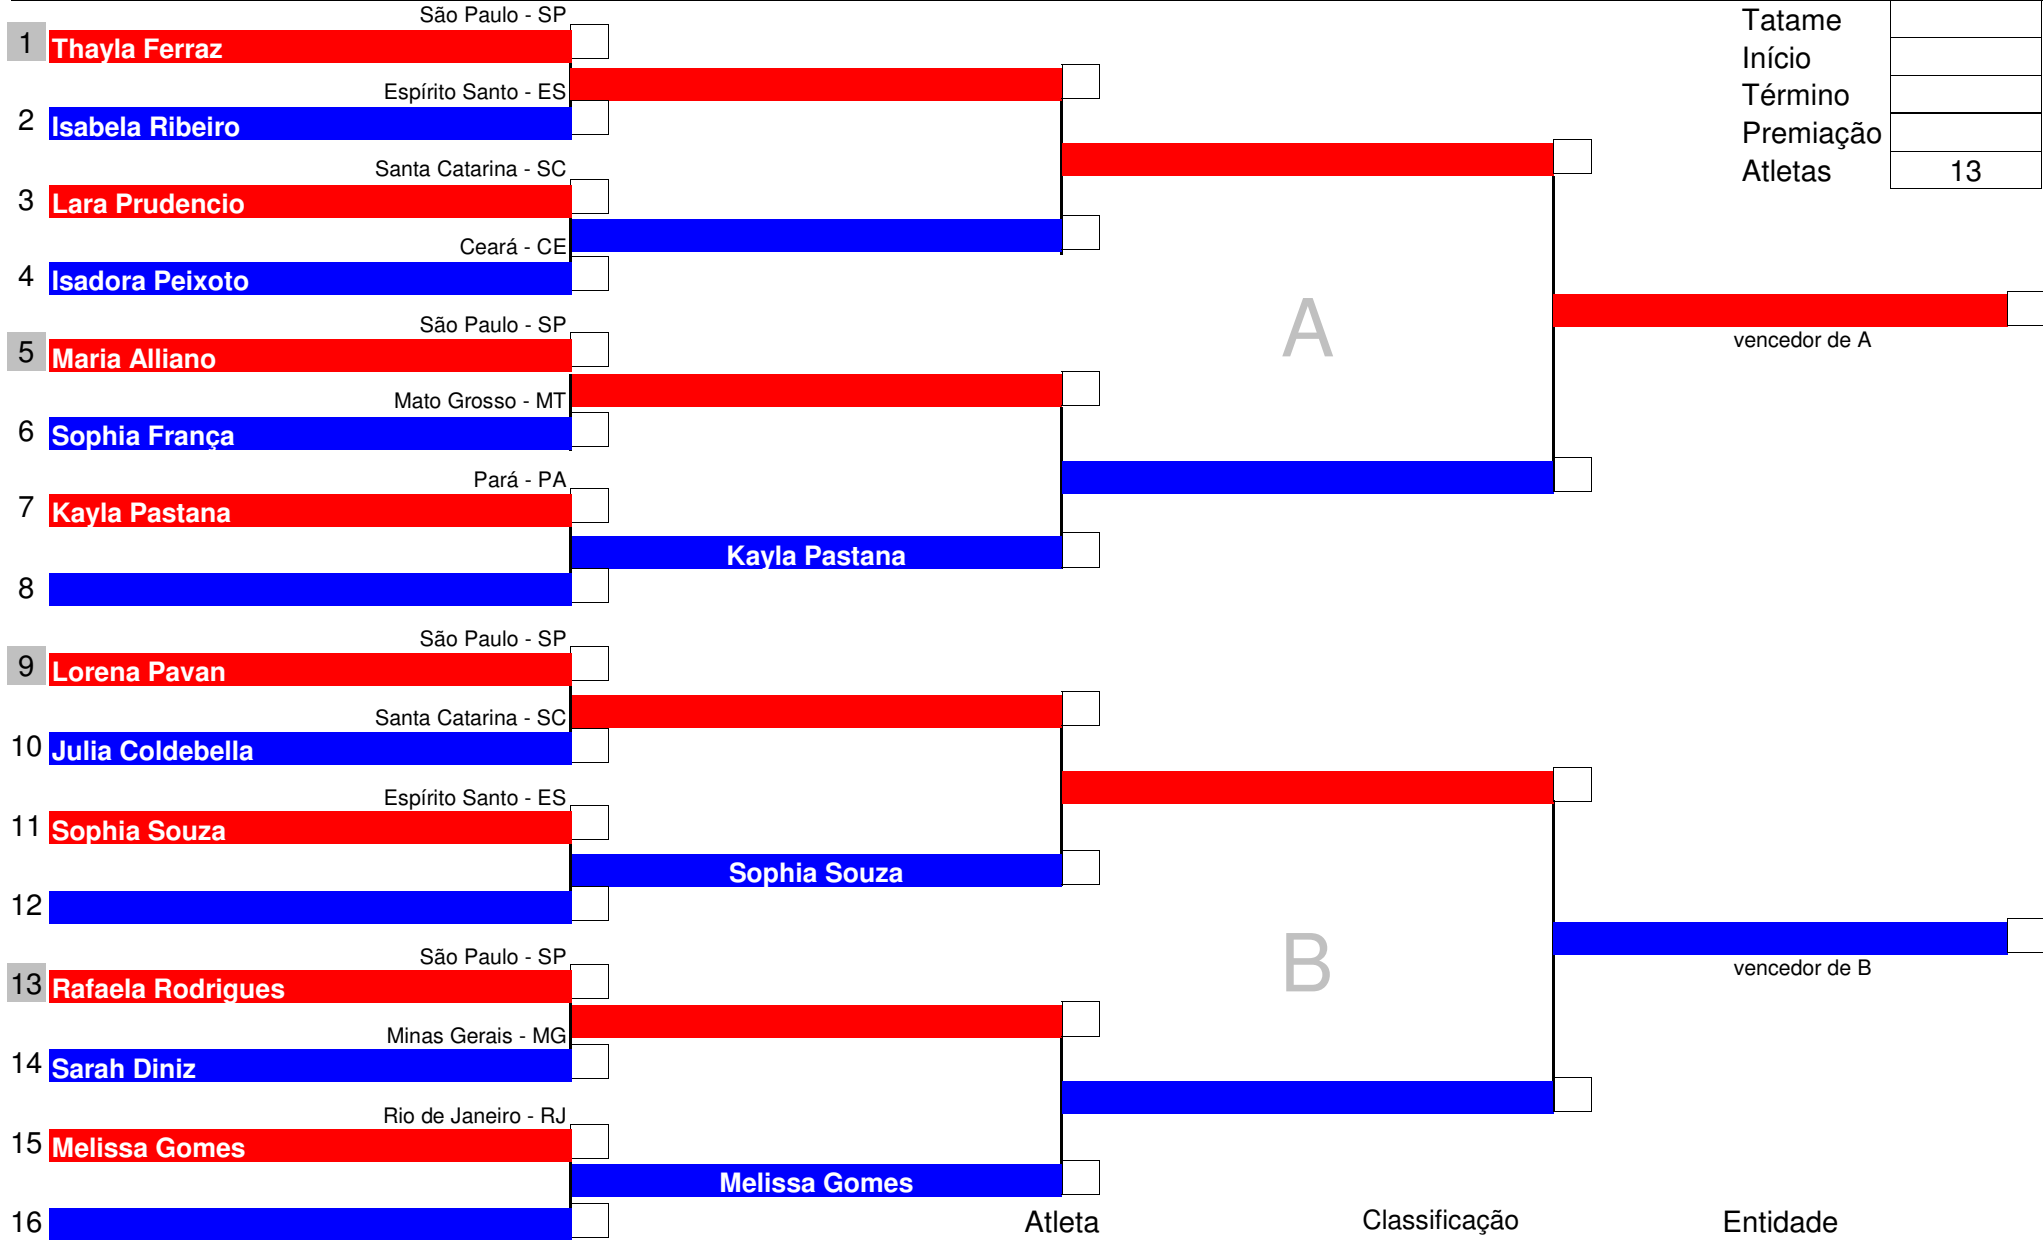 São Paulo - SP
1 Thayla Ferraz
Espírito Santo - ES
2 Isabela Ribeiro
Santa Catarina - SC
3 Lara Prudencio
Ceará - CE
4 Isadora Peixoto
São Paulo - SP
5 Maria Alliano
Mato Grosso - MT
6 Sophia França
Pará - PA
7 Kayla Pastana
Kayla Pastana
8
São Paulo - SP
9 Lorena Pavan
Santa Catarina - SC
10 Julia Coldebella
Espírito Santo - ES
11 Sophia Souza
Sophia Souza
12
São Paulo - SP
13 Rafaela Rodrigues
Minas Gerais - MG
14 Sarah Diniz
Rio de Janeiro - RJ
15 Melissa Gomes
Melissa Gomes
16
A
vencedor de A
B
vencedor de B
Tatame
Início
Término
Premiação
Atletas 13
Atleta Classificação Entidade